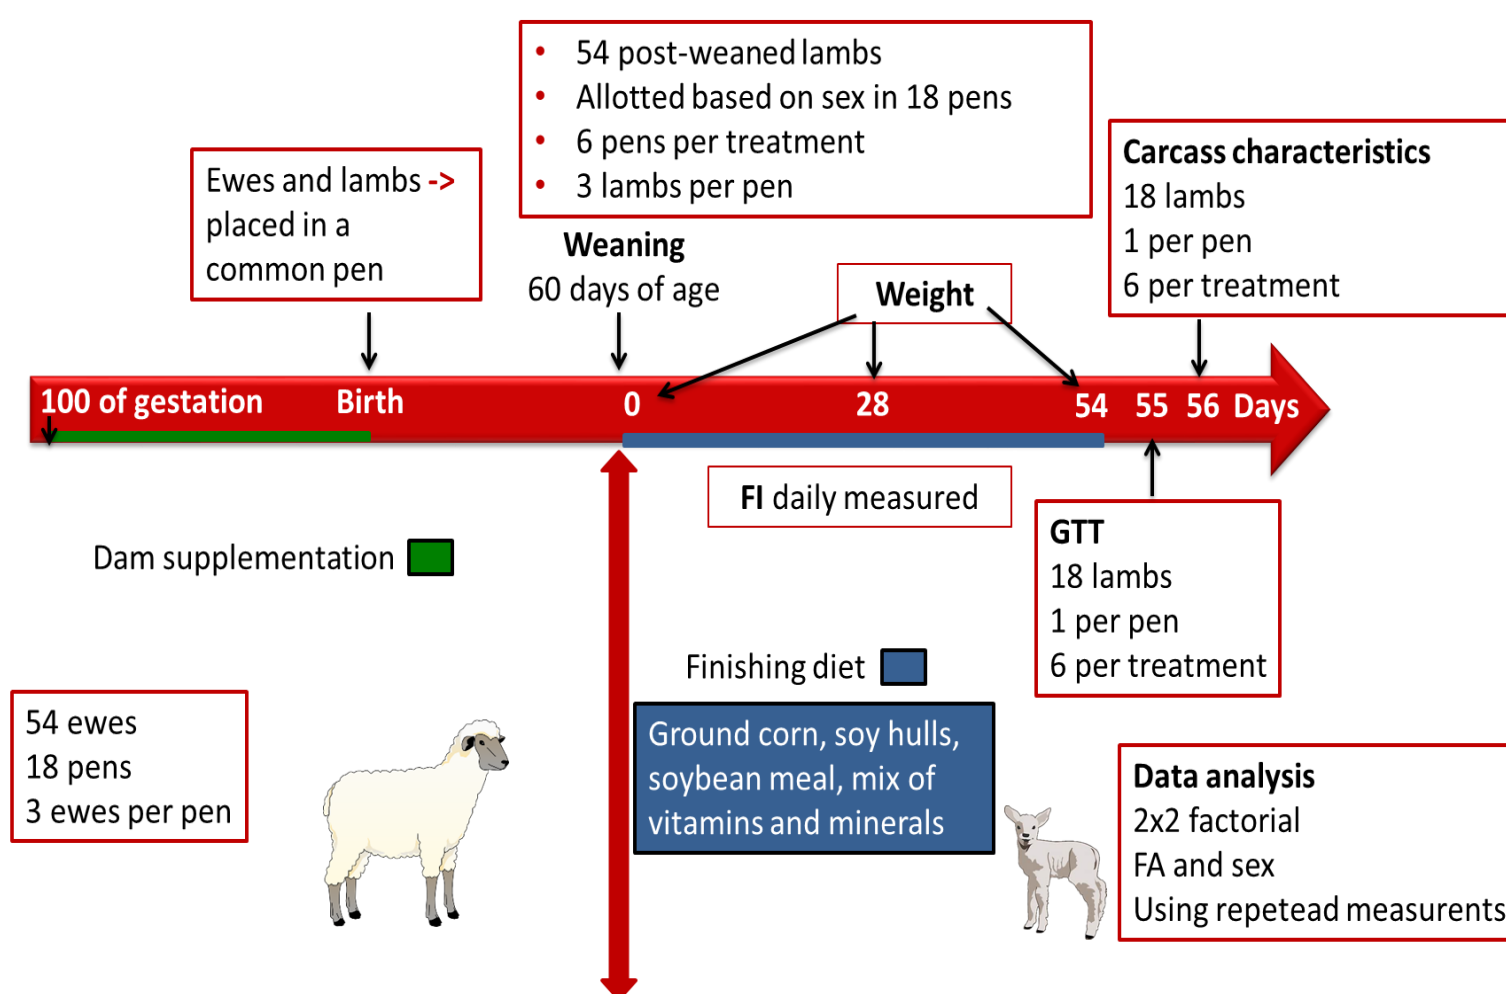 • 54 post-weaned lambs
• Allotted based on sex in 18 pens
• 6 pens per treatment
• 3 lambs per pen
Ewes and lambs ->
placed in a
common pen
Weaning
60 days of age
Weight
Carcass characteristics
18 lambs
1 per pen
6 per treatment
100 of gestation Birth 0 28 54 55 56 Days
FI daily measured
Dam supplementation
GTT
18 lambs
1 per pen
6 per treatment
Finishing diet
Ground corn, soy hulls,
soybean meal, mix of
vitamins and minerals
54 ewes
18 pens
3 ewes per pen
Data analysis
2x2 factorial
FA and sex
Using repetead measurents